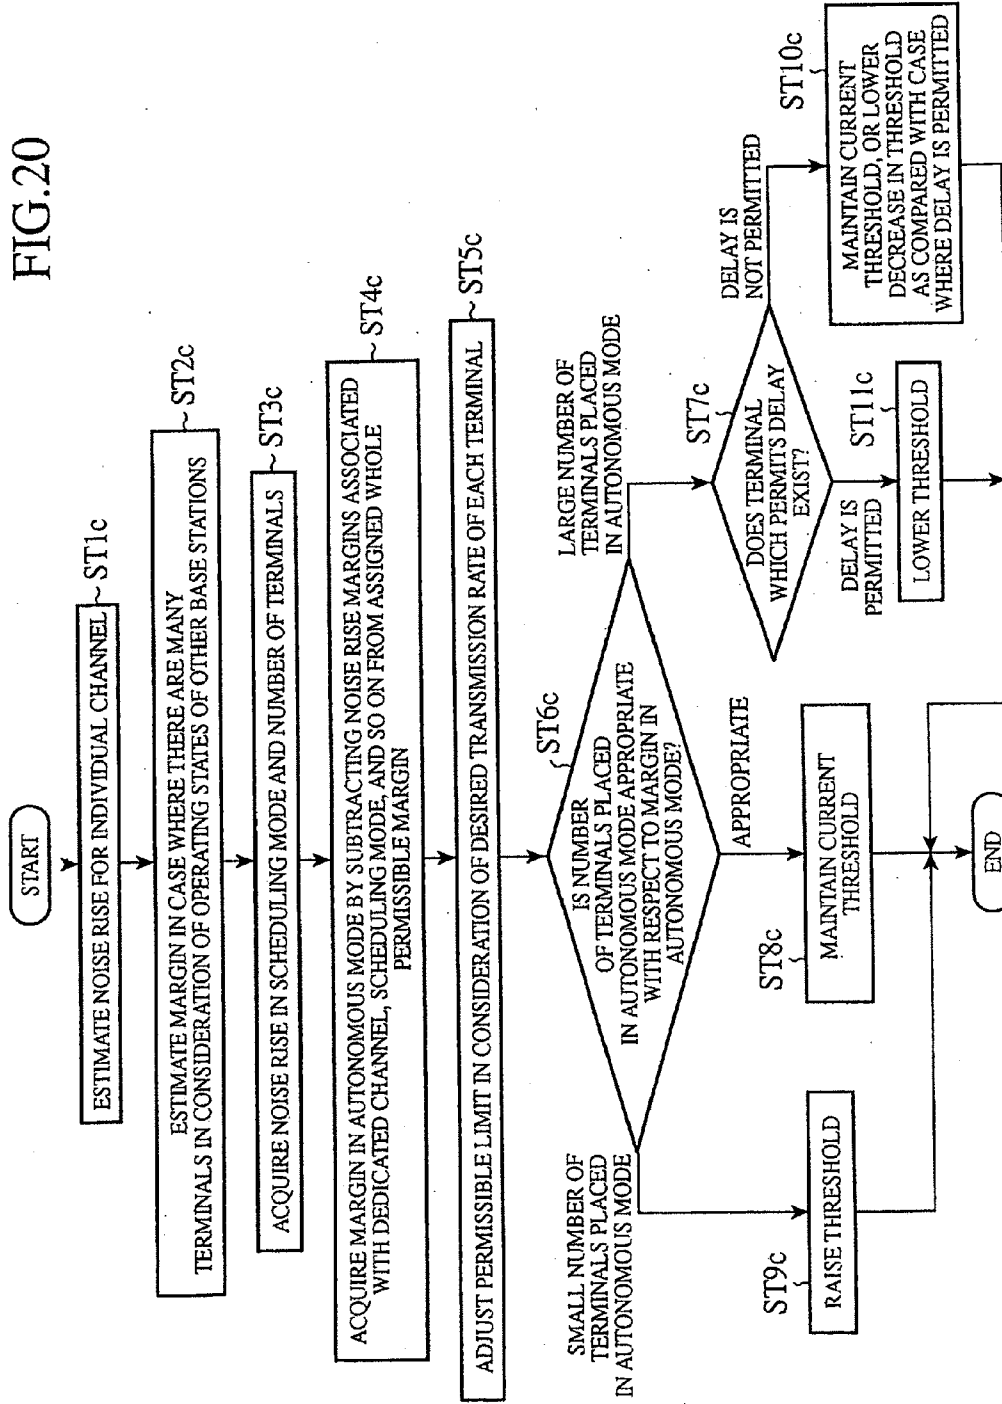 FIG.20
START
ESTIMATE NOISE RISE FOR INDIVIDUAL CHANNEL
ST1c
ESTIMATE MARGIN IN CASE WHERE THERE ARE MANY
TERMINALS IN CONSIDERATION OF OPERATING STATES OF OTHER BASE STATIONS
ST2c
ACQUIRE NOISE RISE IN SCHEDULING MODE AND NUMBER OF TERMINALS
ST3c
ACQUIRE MARGIN IN AUTONOMOUS MODE BY SUBTRACTING NOISE RISE MARGINS ASSOCIATED
WITH DEDICATED CHANNEL, SCHEDULING MODE, AND SO ON FROM ASSIGNED WHOLE
PERMISSIBLE MARGIN
ST4c
ADJUST PERMISSIBLE LIMIT IN CONSIDERATION OF DESIRED TRANSMISSION RATE OF EACH TERMINAL
ST5c
ST6c
IS NUMBER
OF TERMINALS PLACED
IN AUTONOMOUS MODE APPROPRIATE
WITH RESPECT TO MARGIN IN
AUTONOMOUS MODE?
SMALL NUMBER OF
TERMINALS PLACED
IN AUTONOMOUS MODE
APPROPRIATE
LARGE NUMBER OF
TERMINALS PLACED
IN AUTONOMOUS MODE
ST7c
DOES TERMINAL
WHICH PERMITS DELAY
EXIST?
DELAY IS
NOT PERMITTED
DELAY IS
PERMITTED
ST9c
RAISE THRESHOLD
ST8c
MAINTAIN CURRENT
THRESHOLD
ST11c
LOWER THRESHOLD
ST10c
MAINTAIN CURRENT
THRESHOLD, OR LOWER
DECREASE IN THRESHOLD
AS COMPARED WITH CASE
WHERE DELAY IS PERMITTED
END